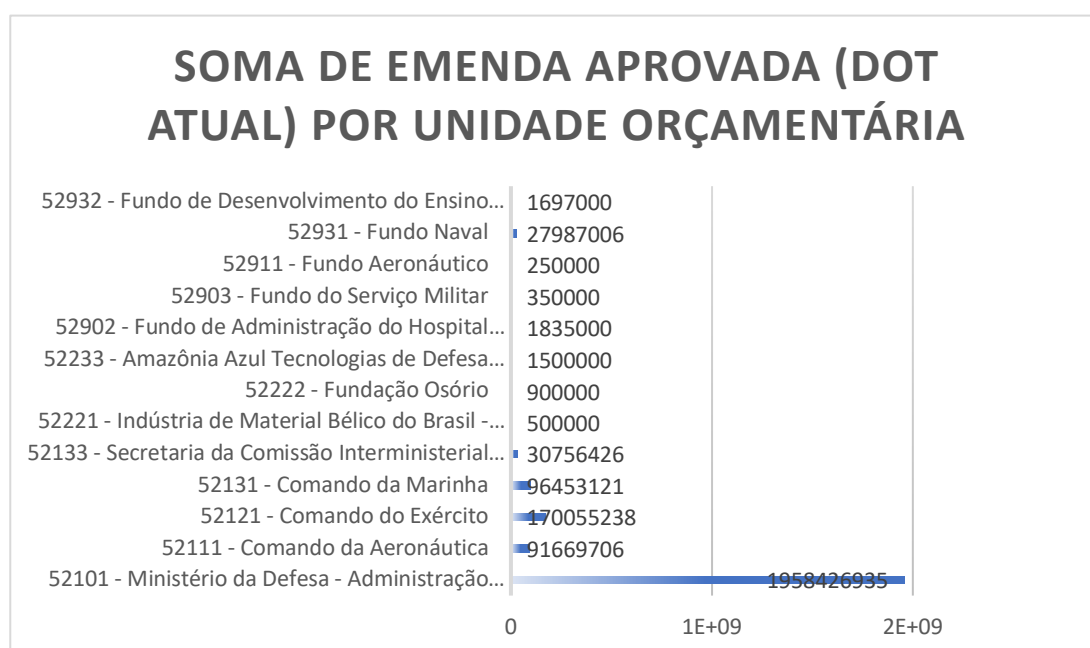 SOMA DE EMENDA APROVADA (DOT
ATUAL) POR UNIDADE ORÇAMENTÁRIA
52932 - Fundo de Desenvolvimento do Ensino... 1697000
52931 - Fundo Naval 27987006
52911 - Fundo Aeronáutico 250000
52903 - Fundo do Serviço Militar 350000
52902 - Fundo de Administração do Hospital... 1835000
52233 - Amazônia Azul Tecnologias de Defesa... 1500000
52222 - Fundação Osório 900000
52221 - Indústria de Material Bélico do Brasil -... 500000
52133 - Secretaria da Comissão Interministerial... 30756426
52131 - Comando da Marinha 96453121
52121 - Comando do Exército 170055238
52111 - Comando da Aeronáutica 91669706
52101 - Ministério da Defesa - Administração... 1958426935
0 1E+09 2E+09